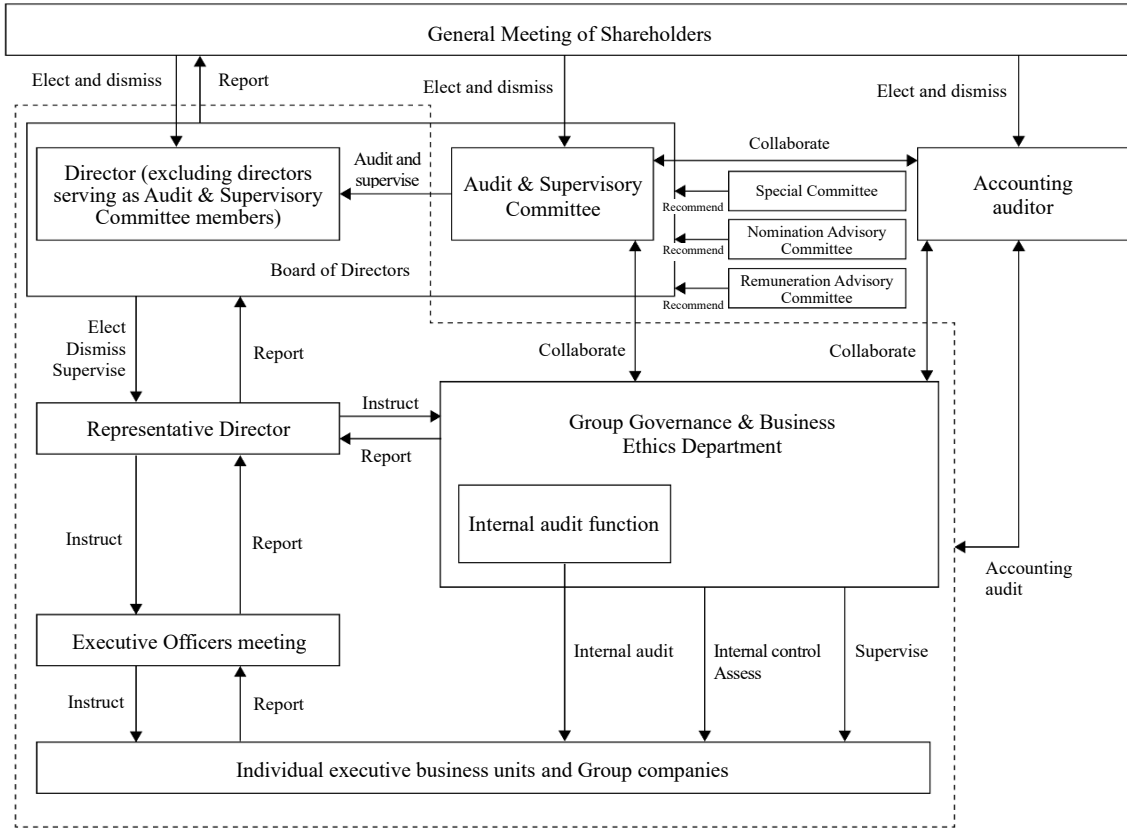 General Meeting of Shareholders
Elect and dismiss
Report
Elect and dismiss
Elect and dismiss
Director (excluding directors
serving as Audit & Supervisory
Committee members)
Audit and
supervise
Audit & Supervisory
Committee
Collaborate
Accounting
auditor
Recommend
Special Committee
Recommend
Nomination Advisory
Committee
Recommend
Remuneration Advisory
Committee
Board of Directors
Elect
Dismiss
Supervise
Report
Collaborate
Collaborate
Representative Director
Instruct
Report
Group Governance & Business
Ethics Department
Internal audit function
Instruct
Report
Accounting
audit
Executive Officers meeting
Internal audit
Internal control
Assess
Supervise
Instruct
Report
Individual executive business units and Group companies